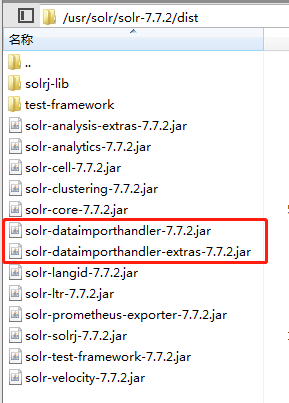 /usr/solr/solr-7.7.2/dist
名称
..
solrj-lib
test-framework
solr-analysis-extras-7.7.2.jar
solr-analytics-7.7.2.jar
solr-cell-7.7.2.jar
solr-clustering-7.7.2.jar
solr-core-7.7.2.jar
solr-dataimporthandler-7.7.2.jar
solr-dataimporthandler-extras-7.7.2.jar
solr-langid-7.7.2.jar
solr-ltr-7.7.2.jar
solr-prometheus-exporter-7.7.2.jar
solr-solrj-7.7.2.jar
solr-test-framework-7.7.2.jar
solr-velocity-7.7.2.jar